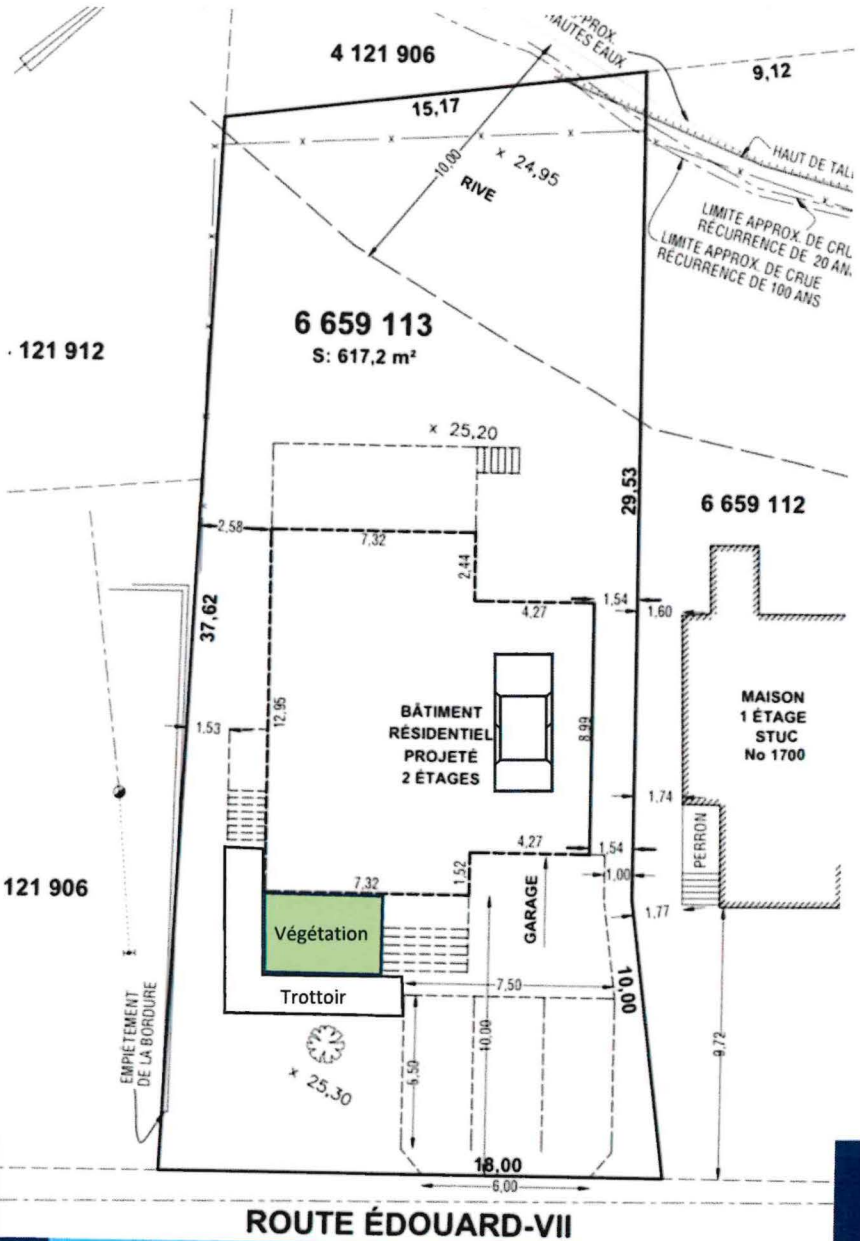 4 121 906
HAUTES EAUX
9,12
15,17
10,00
x 24,95
RIVE
HAUT DE
LIMITE APPROX. DE
RÉCURRENCE DE 20
LIMITE APPROX. DE CRUE
RÉCURRENCE DE 100 ANS
6 659 113
S: 617,2 m²
121 912
x 25,20
29,53
6 659 112
2,58
7,32
2,44
4,27
1,54
1,60
37,62
12,95
1,53
BÂTIMENT
RÉSIDENTIEL
PROJETÉ
2 ÉTAGES
8,99
MAISON
1 ÉTAGE
STUC
No 1700
1,74
PERRON
4,27
1,54
1,52
1,00
7,32
GARAGE
1,77
121 906
Végétation
Trottoir
7,50
10,00
10,00
9,72
EMPIÈTEMENT
DE LA BORDURE
x 25,30
18,00
6,00
ROUTE ÉDOUARD-VII